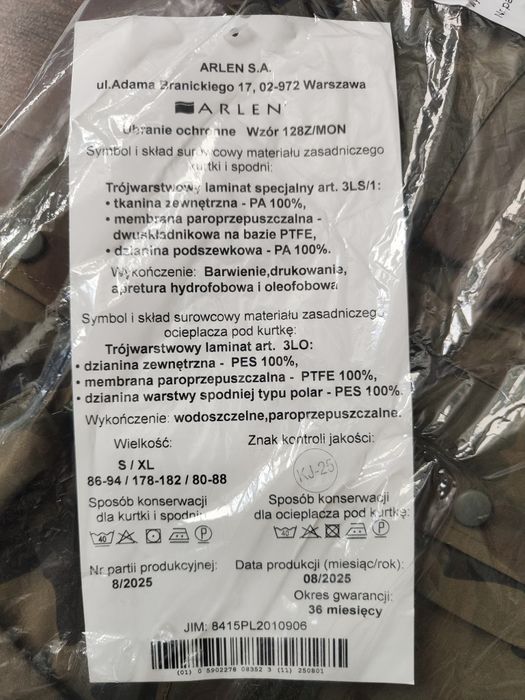 ARLEN S.A.
ul.Adama Branickiego 17, 02-972 Warszawa
ARLEN
Ubranie ochronne Wzór 128Z/MON
Symbol i skład surowcowy materiału zasadniczego
kurtki i spodni:
Trójwarstwowy laminat specjalny art. 3LS/1:
• tkanina zewnętrzna - PA 100%,
• membrana paroprzepuszczalna -
dwuskładnikowa na bazie PTFE,
• dzianina podszewkowa - PA 100%.
Wykończenie: Barwienie,drukowanie,
apretura hydrofobowa i oleofobowa
Symbol i skład surowcowy materiału zasadniczego
ocieplacza pod kurtkę:
Trójwarstwowy laminat art. 3LO:
• dzianina zewnętrzna - PES 100%,
• membrana paroprzepuszczalna - PTFE 100%,
• dzianina warstwy spodniej typu polar - PES 100%.
Wykończenie: wodoszczelne,paroprzepuszczalne.
Wielkość: Znak kontroli jakości:
S / XL
KJ-25
86-94 / 178-182 / 80-88
Sposób konserwacji Sposób konserwacji
dla kurtki i spodni: dla ocieplacza pod kurtkę:
40 P 40 P
Nr partii produkcyjnej: Data produkcji (miesiąc/rok):
8/2025 08/2025
Okres gwarancji:
36 miesięcy
JIM: 8415PL2010906
(01) 0 5902278 08352 3 (11) 250801